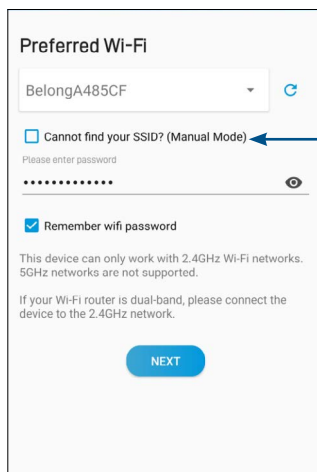 Preferred Wi-Fi
BelongA485CF
Cannot find your SSID? (Manual Mode)
Please enter password
•••••••••••••
Remember wifi password
This device can only work with 2.4GHz Wi-Fi networks.
5GHz networks are not supported.
If your Wi-Fi router is dual-band, please connect the
device to the 2.4GHz network.
NEXT